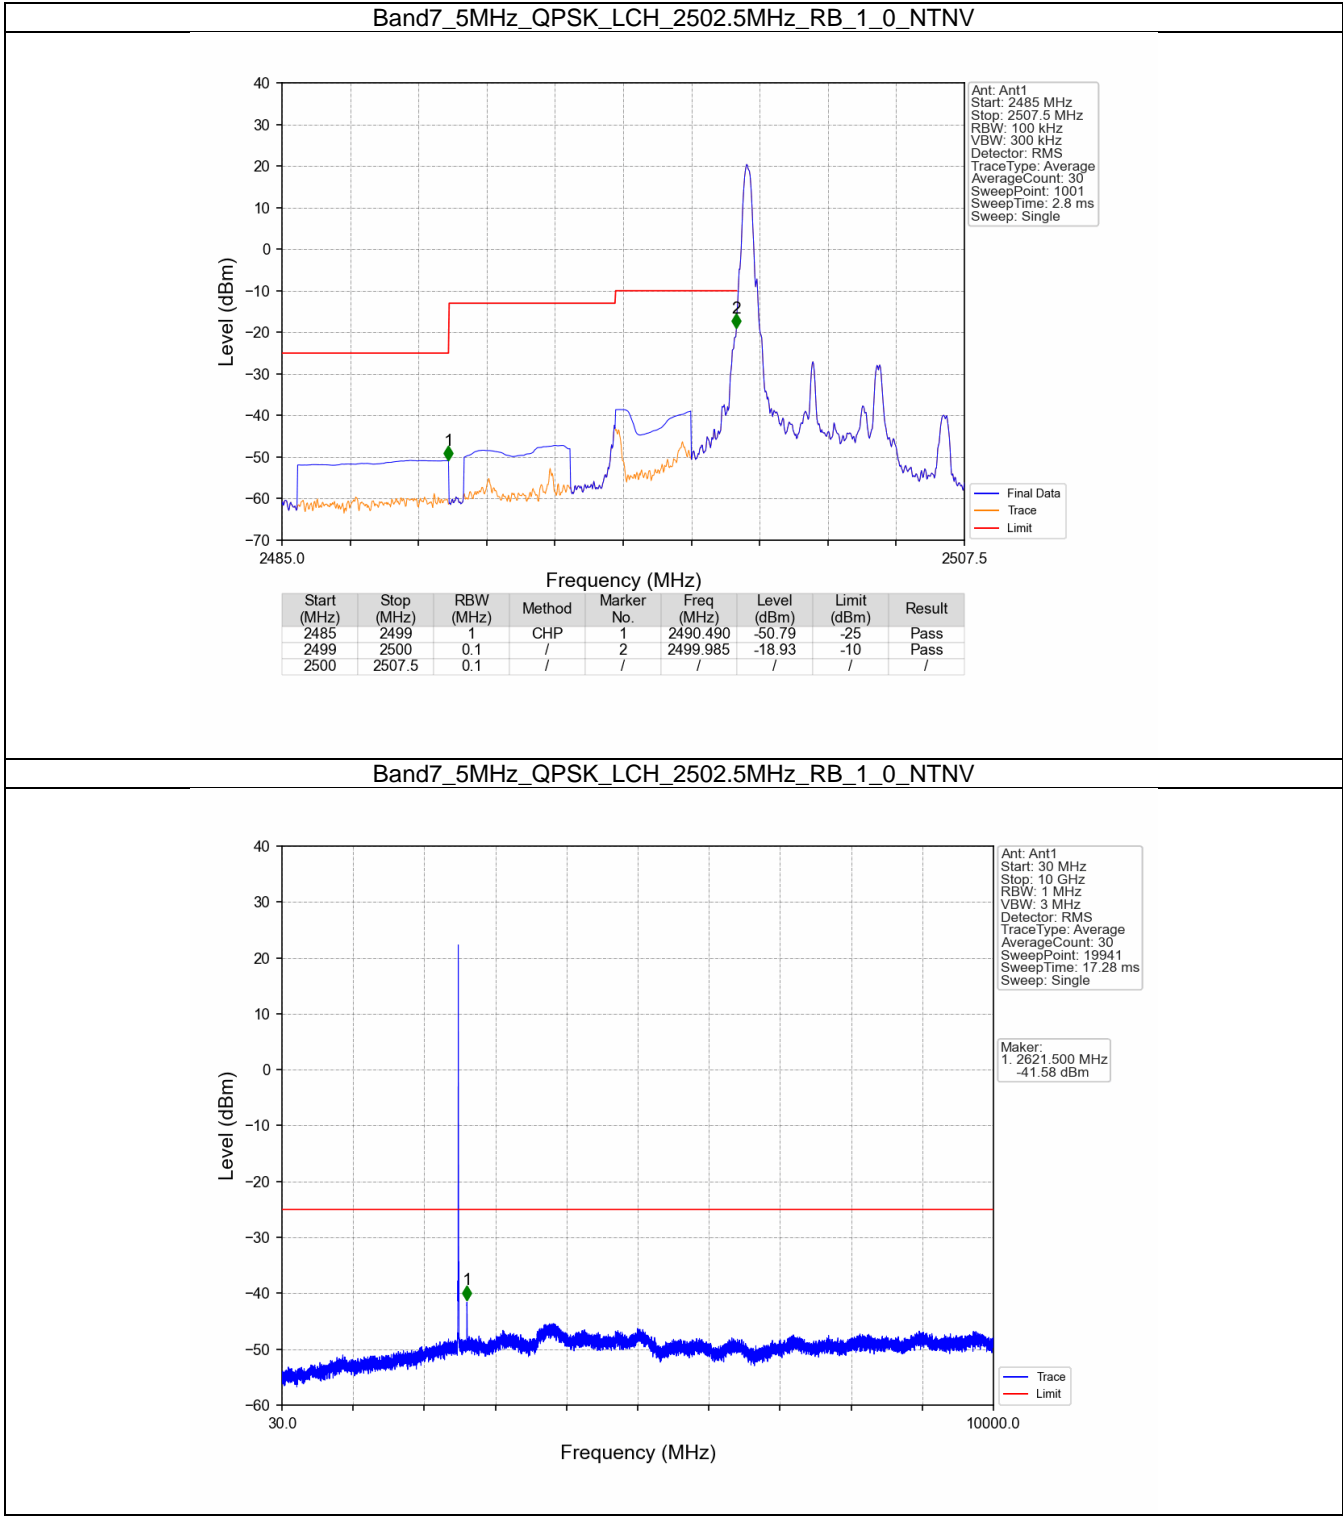 Band7_5MHz_QPSK_LCH_2502.5MHz_RB_1_0_NTNV
40
30
20
10
0
−10
−20
−30
−40
−50
−60
−70
Level (dBm)
1
2
2485.0
2507.5
Frequency (MHz)
Ant: Ant1
Start: 2485 MHz
Stop: 2507.5 MHz
RBW: 100 kHz
VBW: 300 kHz
Detector: RMS
TraceType: Average
AverageCount: 30
SweepPoint: 1001
SweepTime: 2.8 ms
Sweep: Single
Final Data
Trace
Limit
Start (MHz) Stop (MHz) RBW (MHz) Method Marker No. Freq (MHz) Level (dBm) Limit (dBm) Result
2485 2499 1 CHP 1 2490.490 -50.79 -25 Pass
2499 2500 0.1 / 2 2499.985 -18.93 -10 Pass
2500 2507.5 0.1 / / / / / /
Band7_5MHz_QPSK_LCH_2502.5MHz_RB_1_0_NTNV
40
30
20
10
0
−10
−20
−30
−40
−50
−60
Level (dBm)
1
30.0
10000.0
Frequency (MHz)
Ant: Ant1
Start: 30 MHz
Stop: 10 GHz
RBW: 1 MHz
VBW: 3 MHz
Detector: RMS
TraceType: Average
AverageCount: 30
SweepPoint: 19941
SweepTime: 17.28 ms
Sweep: Single
Maker:
1. 2621.500 MHz
-41.58 dBm
Trace
Limit